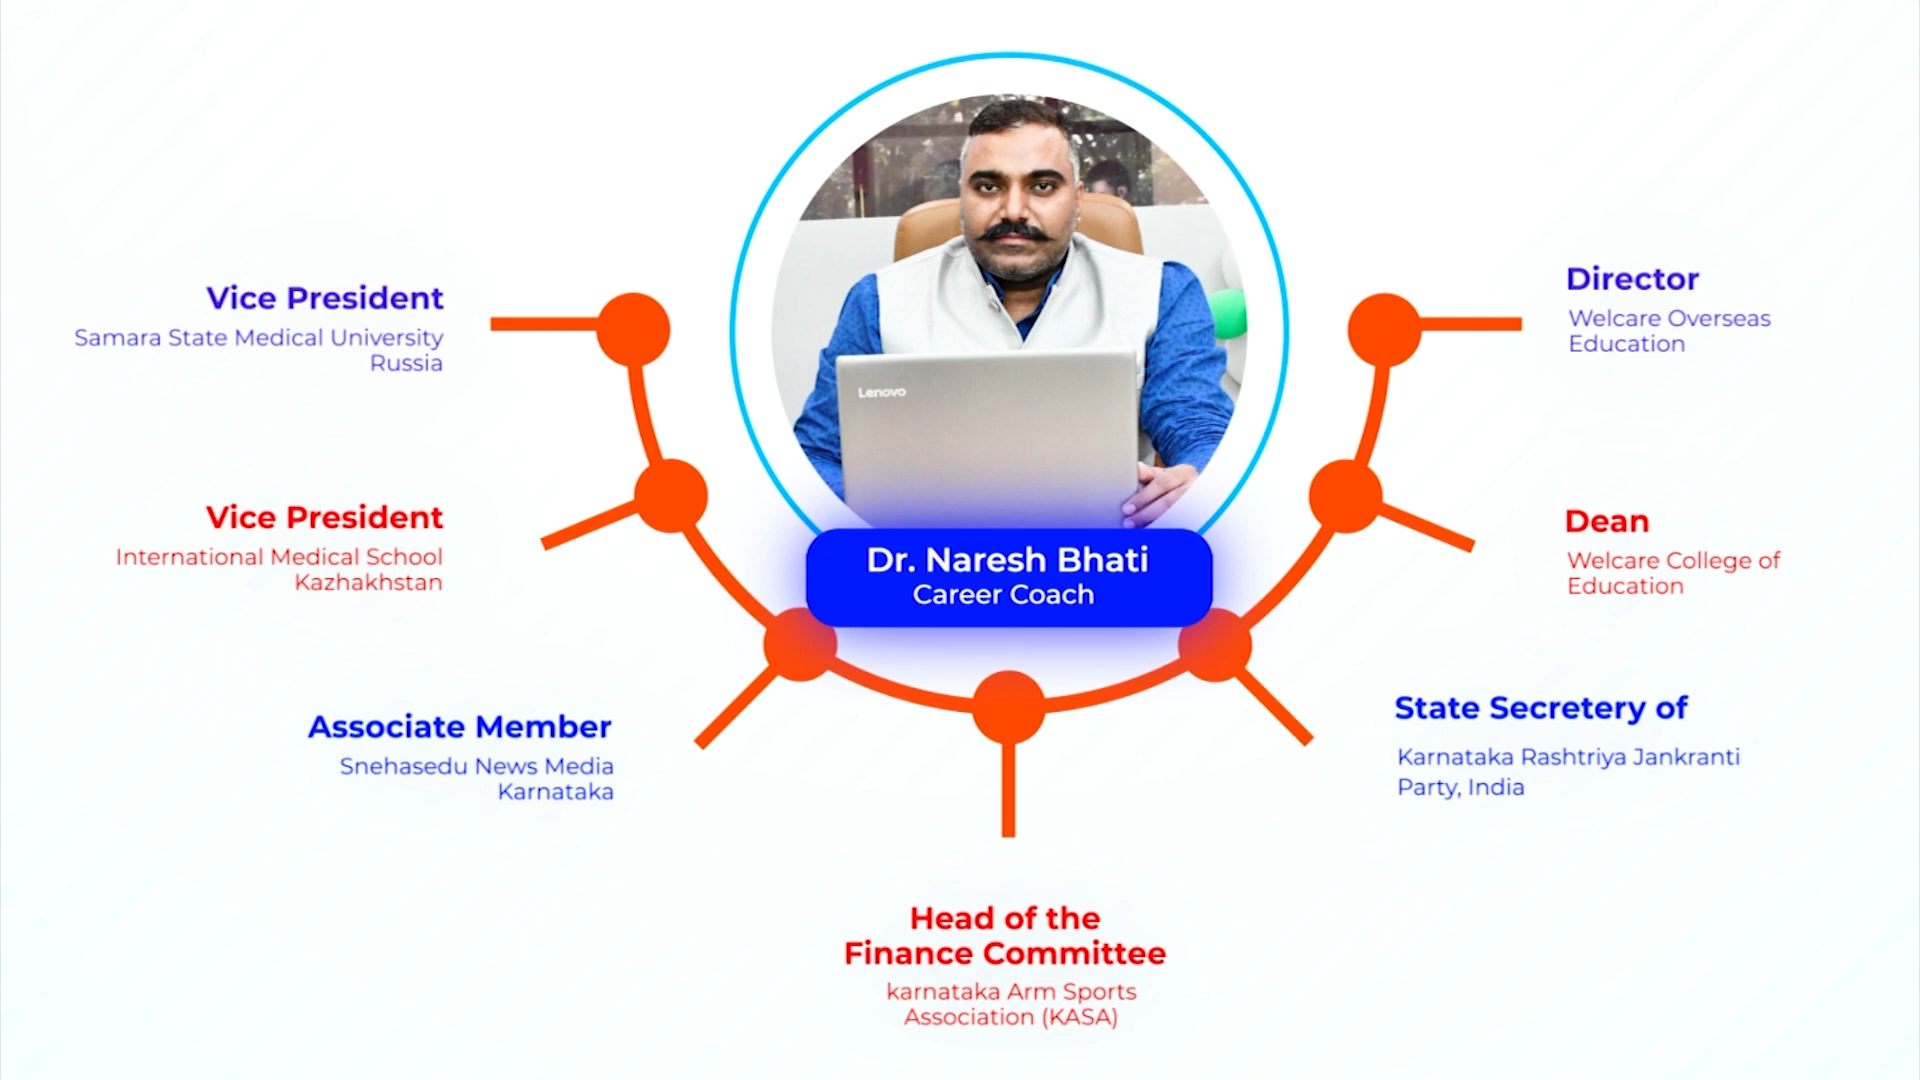 Lenovo
Dr. Naresh Bhati
Career Coach
Vice President
Samara State Medical University
Russia
Vice President
International Medical School
Kazhakhstan
Associate Member
Snehasedu News Media
Karnataka
Head of the
Finance Committee
karnataka Arm Sports
Association (KASA)
State Secretery of
Karnataka Rashtriya Jankranti
Party, India
Dean
Welcare College of
Education
Director
Welcare Overseas
Education